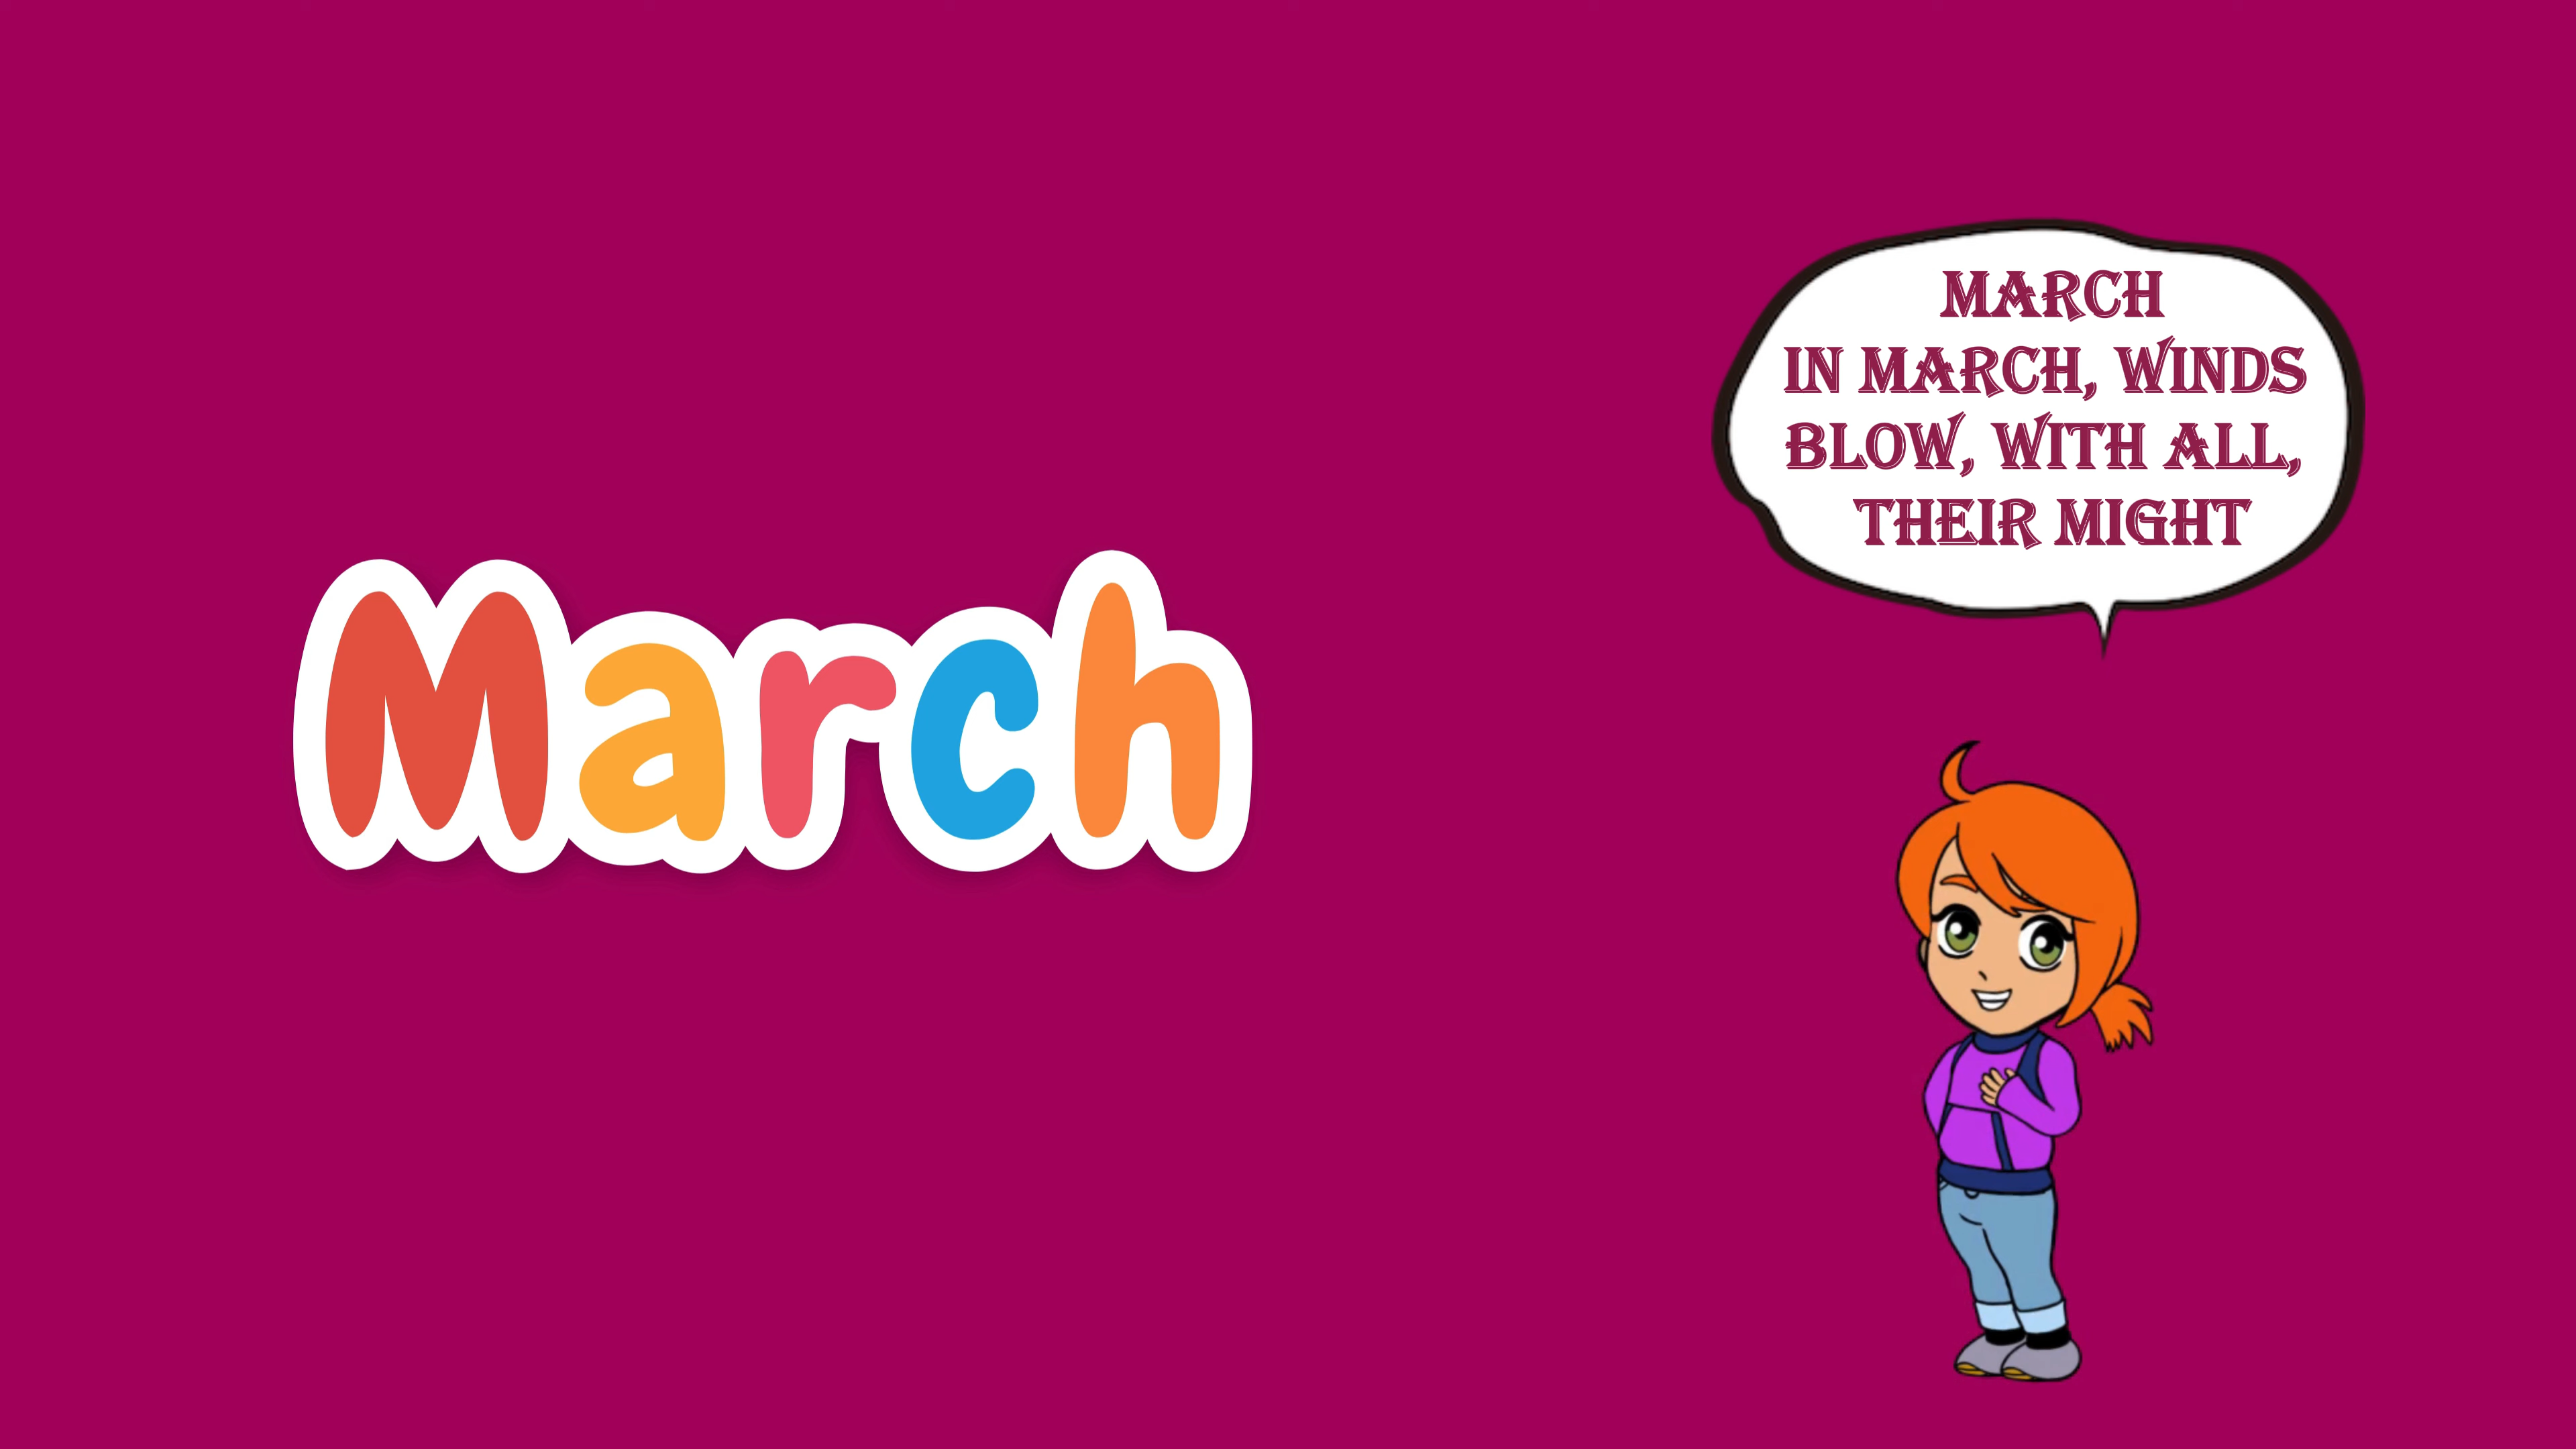 March
MARCH
IN MARCH, WINDS
BLOW, WITH ALL,
THEIR MIGHT